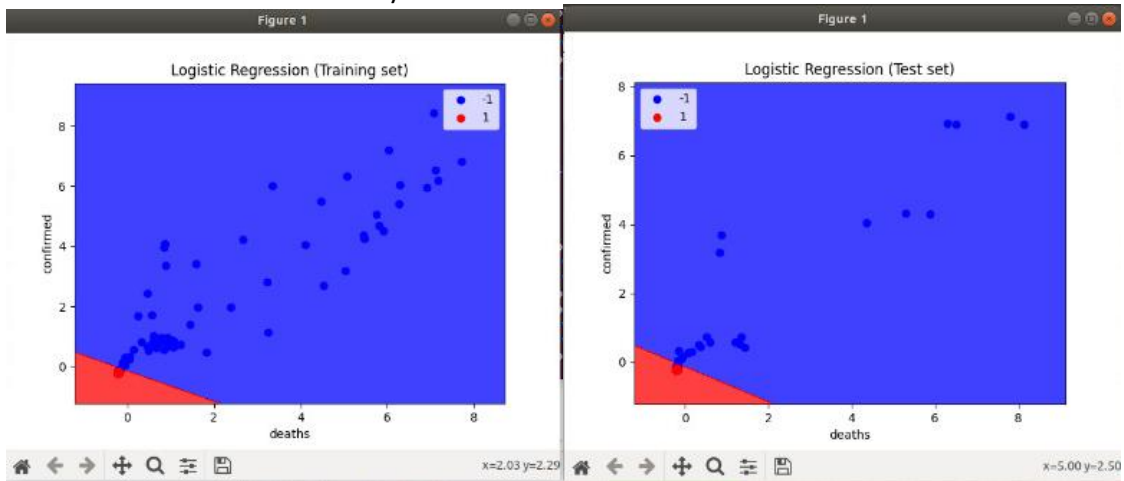 Figure 1
Logistic Regression (Training set)
-1
1
8
6
4
2
0
confirmed
0
2
4
6
8
deaths
x=2.03 y=2.29
Figure 1
Logistic Regression (Test set)
-1
1
8
6
4
2
0
confirmed
0
2
4
6
8
deaths
x=5.00 y=2.50